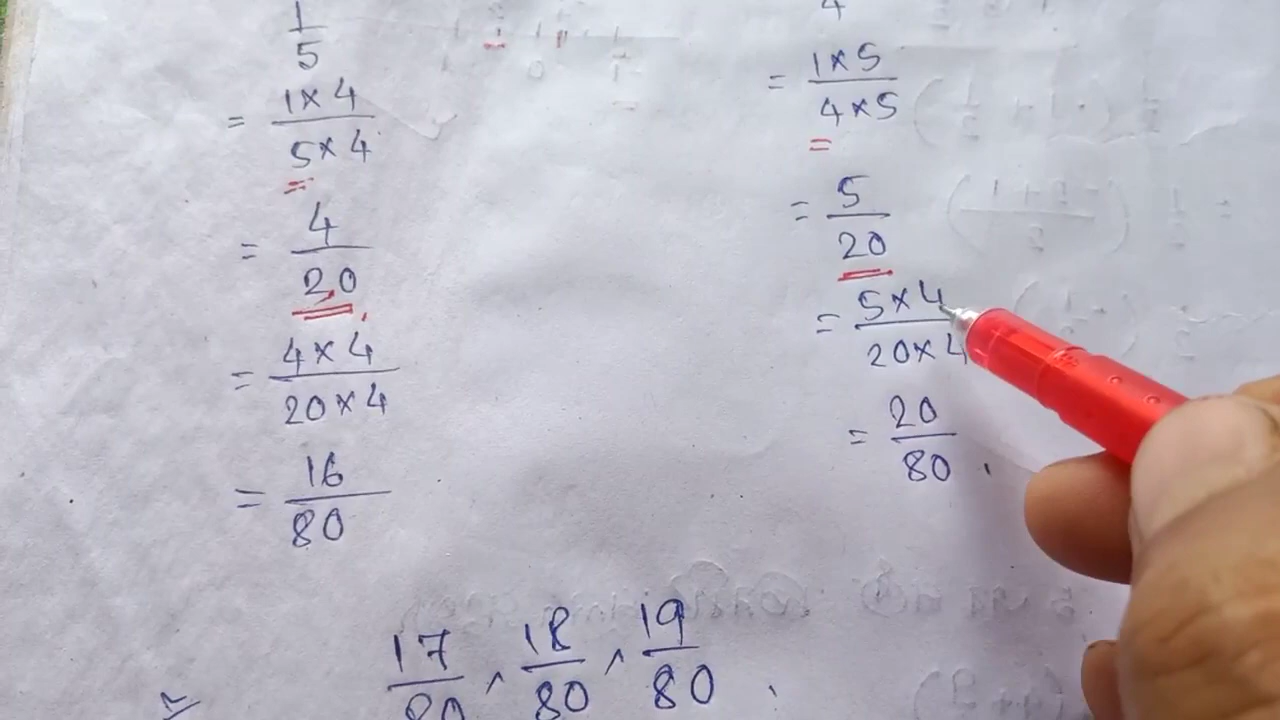 1/5
= 1 × 4 / 5 × 4
= 4/20
= 4 × 4 / 20 × 4
= 16/80
4
= 1 × 5 / 4 × 5
= 5/20
= 5 × 4 / 20 × 4
= 20/80
17/80 , 18/80 , 19/80